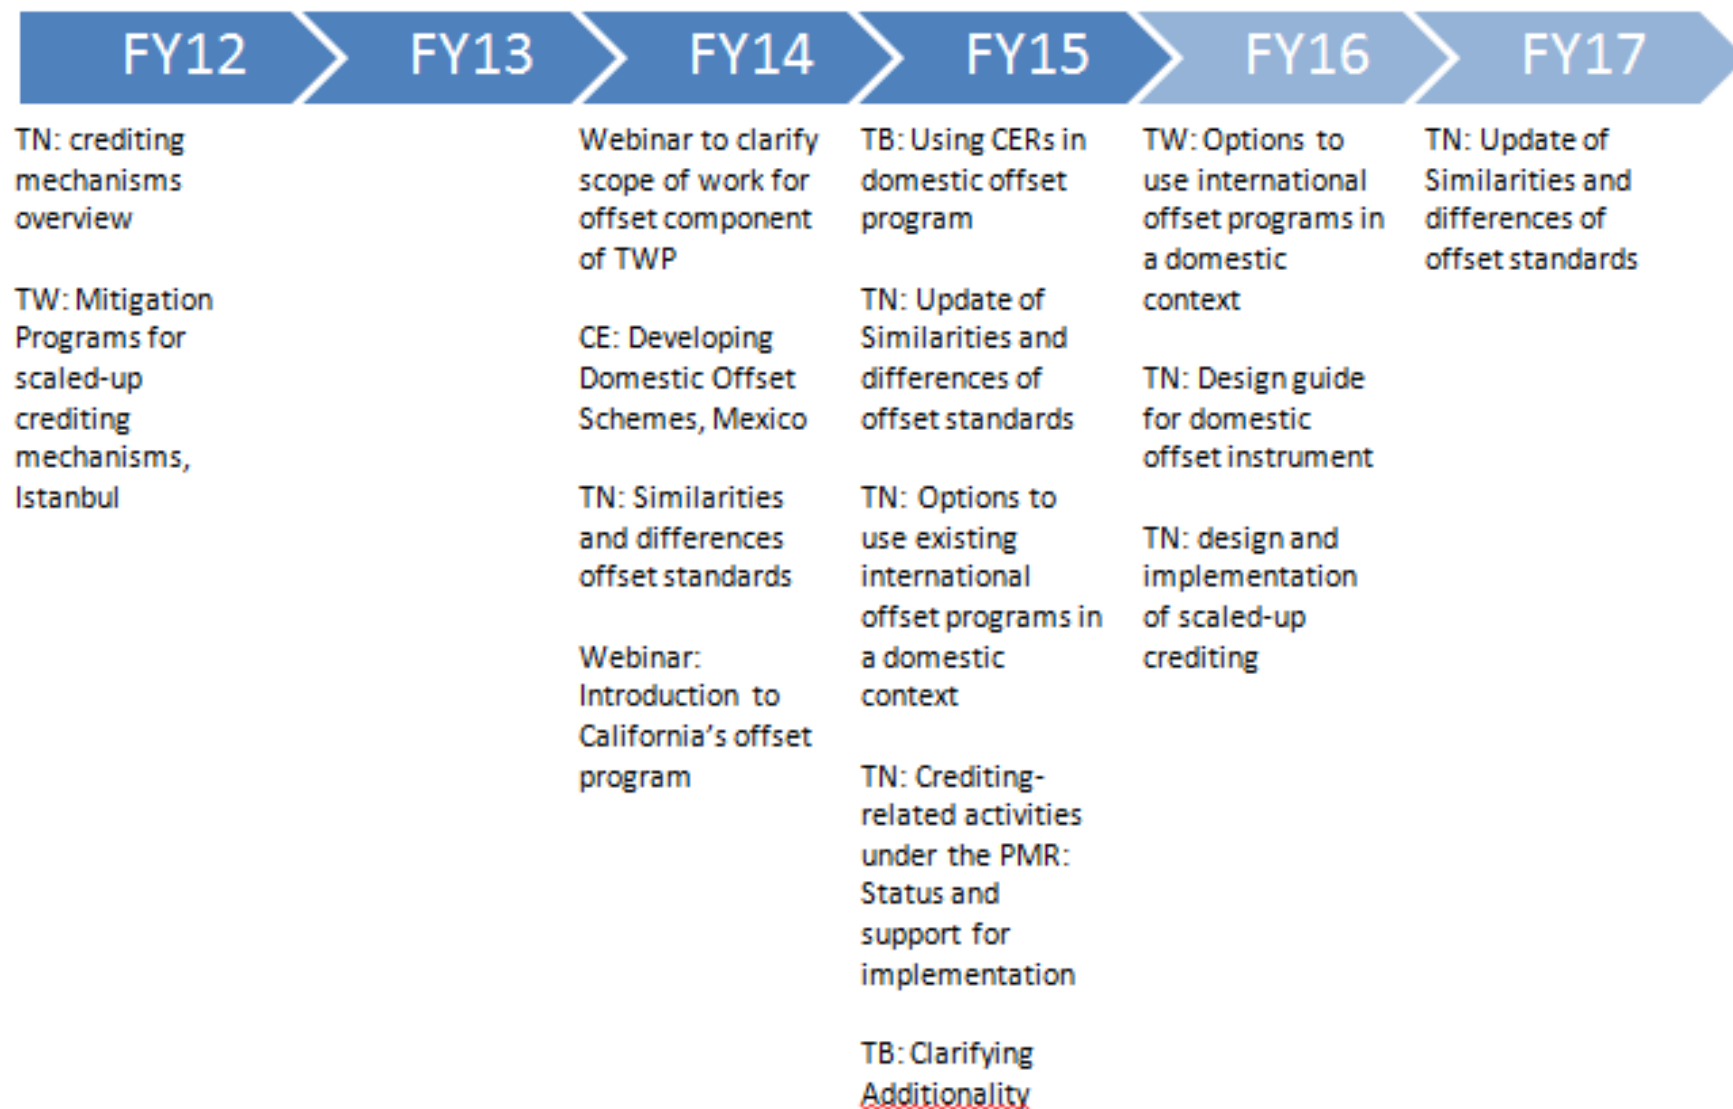 FY12
FY13
FY14
FY15
FY16
FY17
TN: crediting
mechanisms
overview
TW: Mitigation
Programs for
scaled-up
crediting
mechanisms,
Istanbul
Webinar to clarify
scope of work for
offset component
of TWP
CE: Developing
Domestic Offset
Schemes, Mexico
TN: Similarities
and differences
offset standards
Webinar:
Introduction to
California’s offset
program
TB: Using CERs in
domestic offset
program
TN: Update of
Similarities and
differences of
offset standards
TN: Options to
use existing
international
offset programs in
a domestic
context
TN: Crediting-
related activities
under the PMR:
Status and
support for
implementation
TB: Clarifying
Additionality
TW: Options to
use international
offset programs in
a domestic
context
TN: Design guide
for domestic
offset instrument
TN: design and
implementation
of scaled-up
crediting
TN: Update of
Similarities and
differences of
offset standards